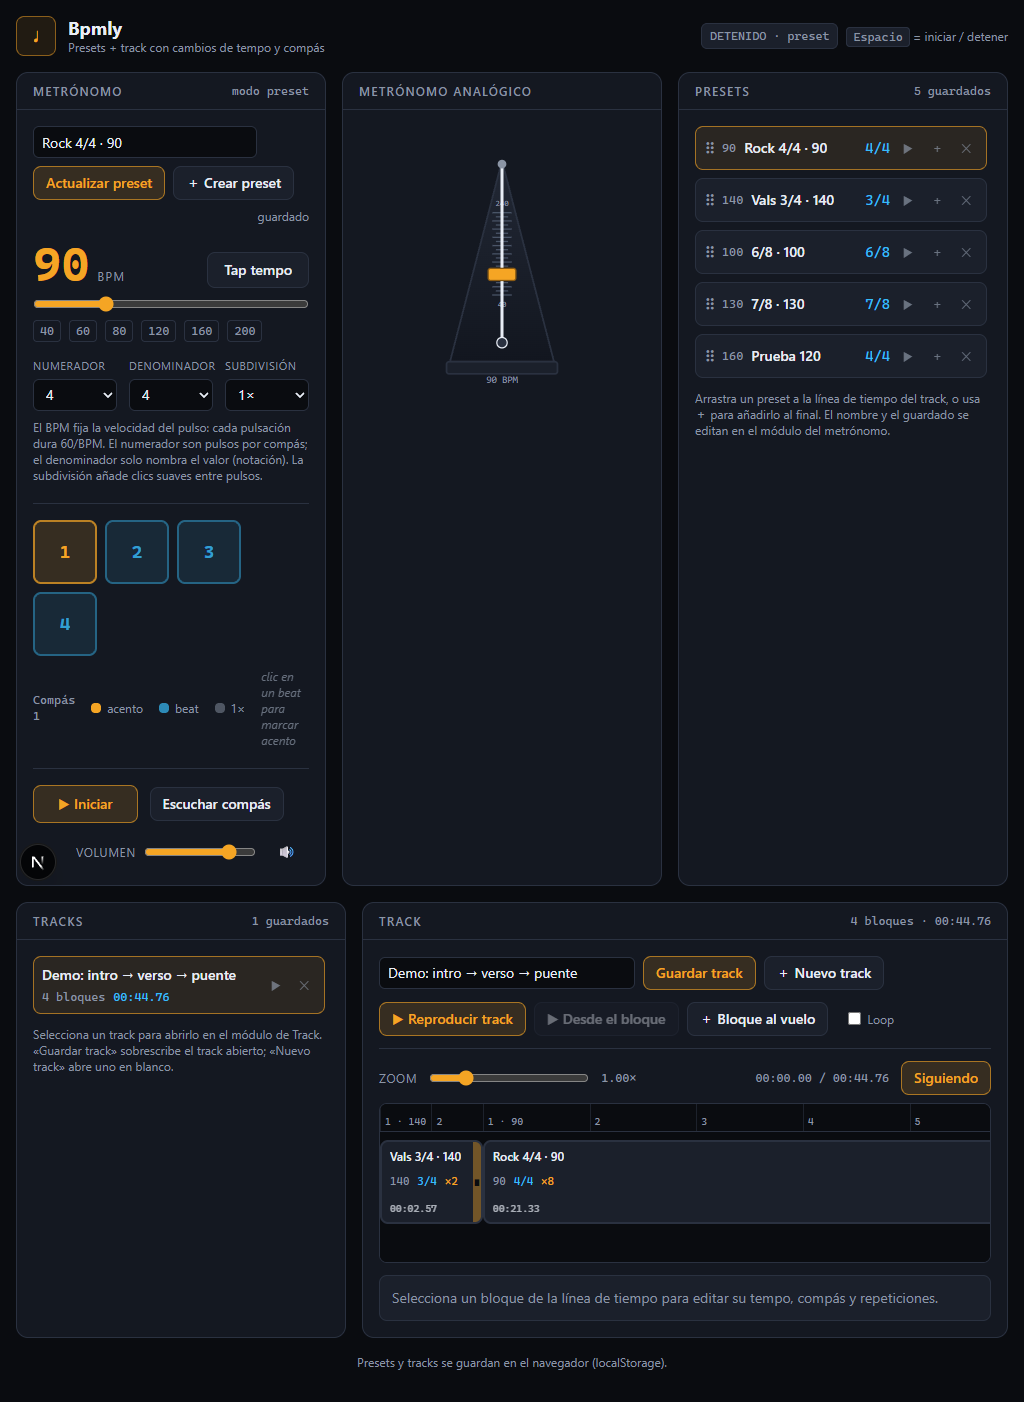 ♩ Bpmly
Presets + track con cambios de tempo y compás
DETENIDO · preset
Espacio = iniciar / detener
METRÓNOMO
modo preset
Rock 4/4 · 90
Actualizar preset
+ Crear preset
guardado
90 BPM
Tap tempo
40 60 80 120 160 200
NUMERADOR DENOMINADOR SUBDIVISIÓN
4 4 1×
El BPM fija la velocidad del pulso: cada pulsación
dura 60/BPM. El numerador son pulsos por compás;
el denominador solo nombra el valor (notación). La
subdivisión añade clics suaves entre pulsos.
1 2 3
4
Compás
1
acento beat 1×
clic en
un beat
para
marcar
acento
▶ Iniciar
Escuchar compás
N
VOLUMEN
METRÓNOMO ANALÓGICO
90 BPM
PRESETS
5 guardados
90 Rock 4/4 · 90 4/4 ▶ + ×
140 Vals 3/4 · 140 3/4 ▶ + ×
100 6/8 · 100 6/8 ▶ + ×
130 7/8 · 130 7/8 ▶ + ×
160 Prueba 120 4/4 ▶ + ×
Arrastra un preset a la línea de tiempo del track, o usa
+ para añadirlo al final. El nombre y el guardado se
editan en el módulo del metrónomo.
TRACKS
1 guardados
Demo: intro → verso → puente
4 bloques 00:44.76
▶ ×
Selecciona un track para abrirlo en el módulo de Track.
«Guardar track» sobrescribe el track abierto; «Nuevo
track» abre uno en blanco.
TRACK
4 bloques · 00:44.76
Demo: intro → verso → puente
Guardar track
+ Nuevo track
▶ Reproducir track
▶ Desde el bloque
+ Bloque al vuelo
Loop
ZOOM 1.00×
00:00.00 / 00:44.76
Siguiendo
1 · 140 2 1 · 90 2 3 4 5
Vals 3/4 · 140
140 3/4 ×2
00:02.57
Rock 4/4 · 90
90 4/4 ×8
00:21.33
Selecciona un bloque de la línea de tiempo para editar su tempo, compás y repeticiones.
Presets y tracks se guardan en el navegador (localStorage).